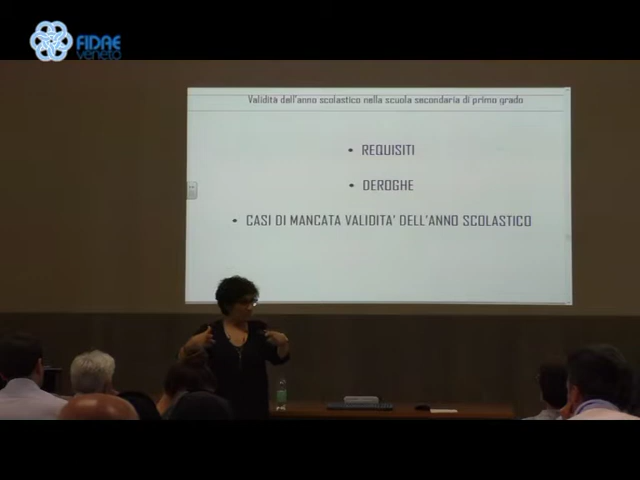 FIDAE
veneto
Validità dell'anno scolastico nella scuola secondaria di primo grado
• REQUISITI
• DEROGHE
• CASI DI MANCATA VALIDITA' DELL'ANNO SCOLASTICO